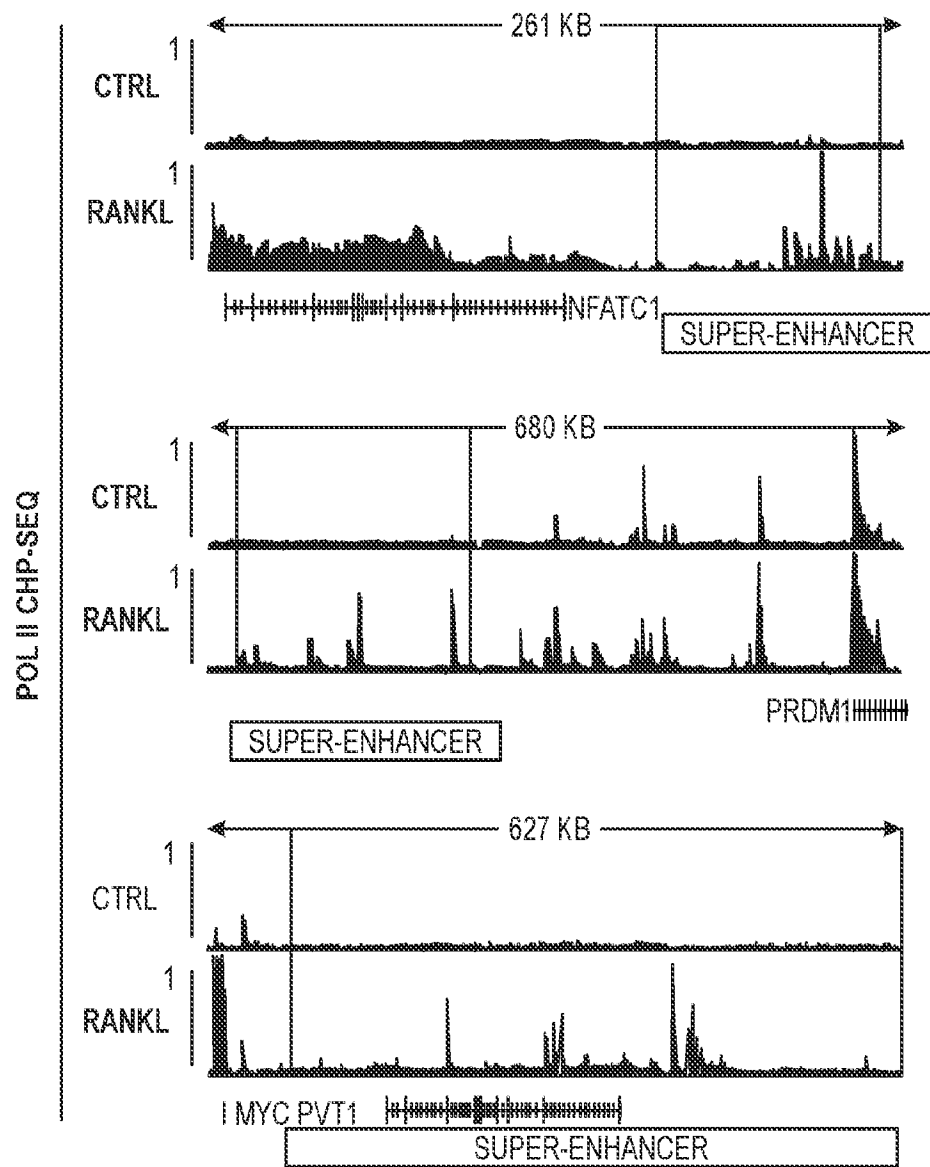 POL II CHP-SEQ
261 KB
1
CTRL
1
RANKL
NFATC1
SUPER-ENHANCER
680 KB
1
CTRL
1
RANKL
PRDM1
SUPER-ENHANCER
627 KB
1
CTRL
1
RANKL
MYC PVT1
SUPER-ENHANCER